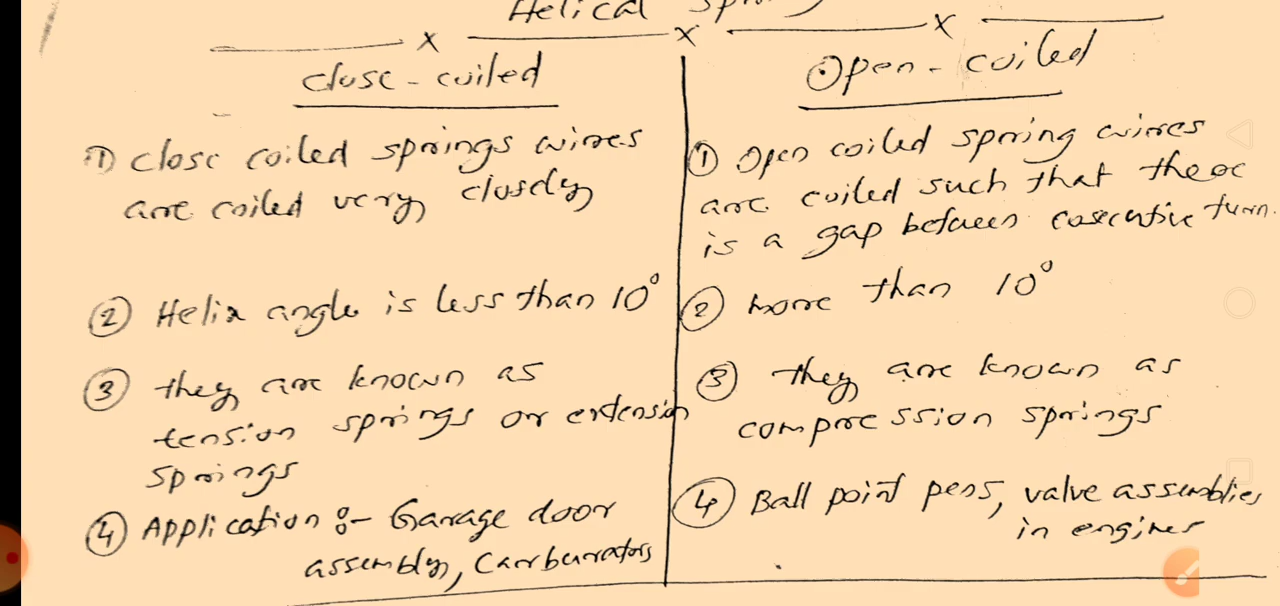 Helical Spring
close-coiled
Open-coiled
① close coiled springs wires
are coiled very closely
① Open coiled spring wires
are coiled such that there
is a gap between cosecutive turn.
② Helix angle is less than 10°
② more than 10°
③ they are known as
tension springs or extension
springs
③ they are known as
compression springs
④ Application :- Garage door
assembly, Carburators
④ Ball point pens, valve assemblies
in engines